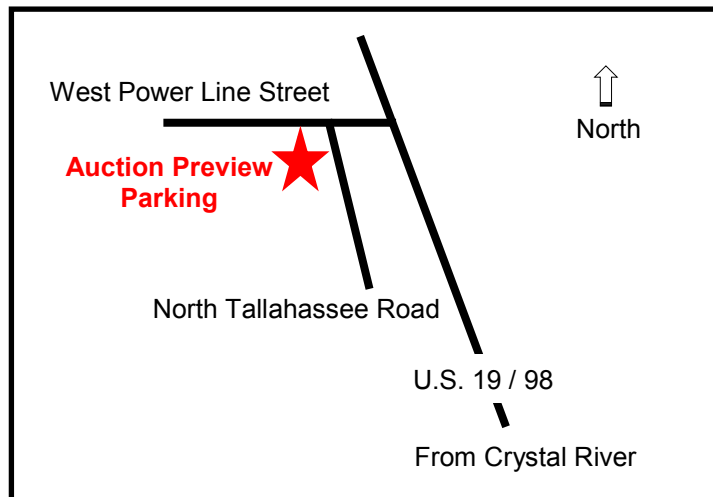 West Power Line Street
North
Auction Preview
Parking
North Tallahassee Road
U.S. 19 / 98
From Crystal River